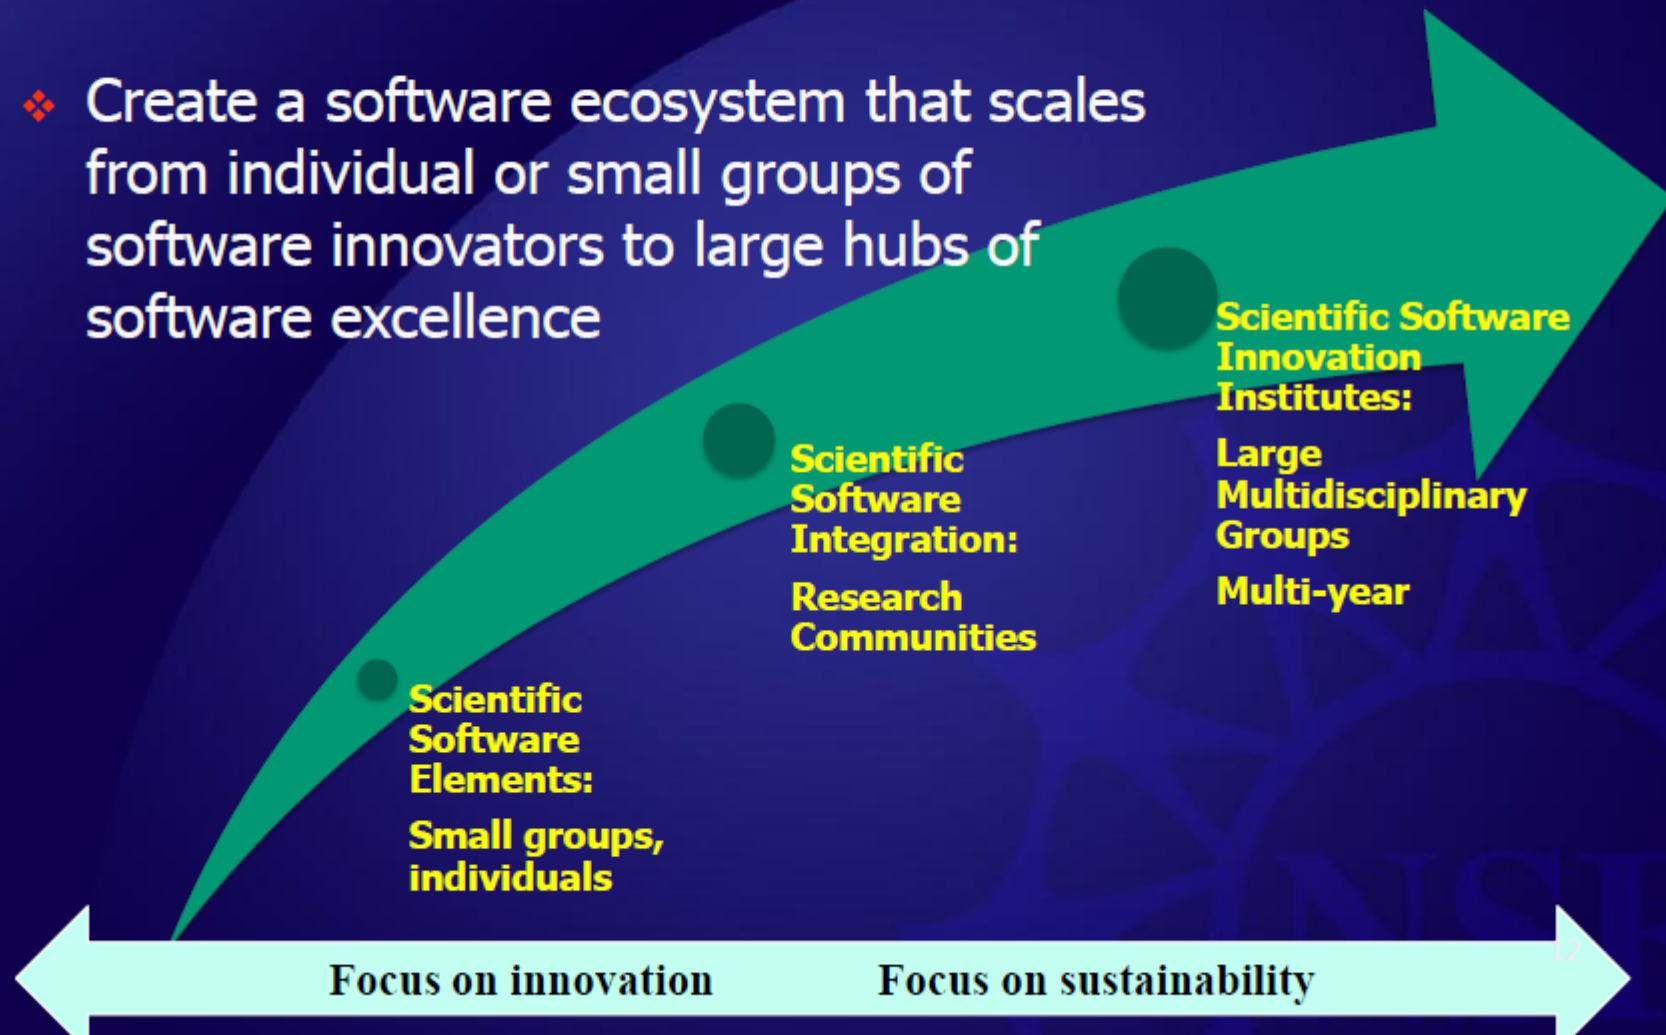 Create a software ecosystem that scales
from individual or small groups of
software innovators to large hubs of
software excellence
Scientific Software
Innovation
Institutes:
Large
Multidisciplinary
Groups
Multi-year
Scientific
Software
Integration:
Research
Communities
Scientific
Software
Elements:
Small groups,
individuals
NSF
12
Focus on innovation
Focus on sustainability